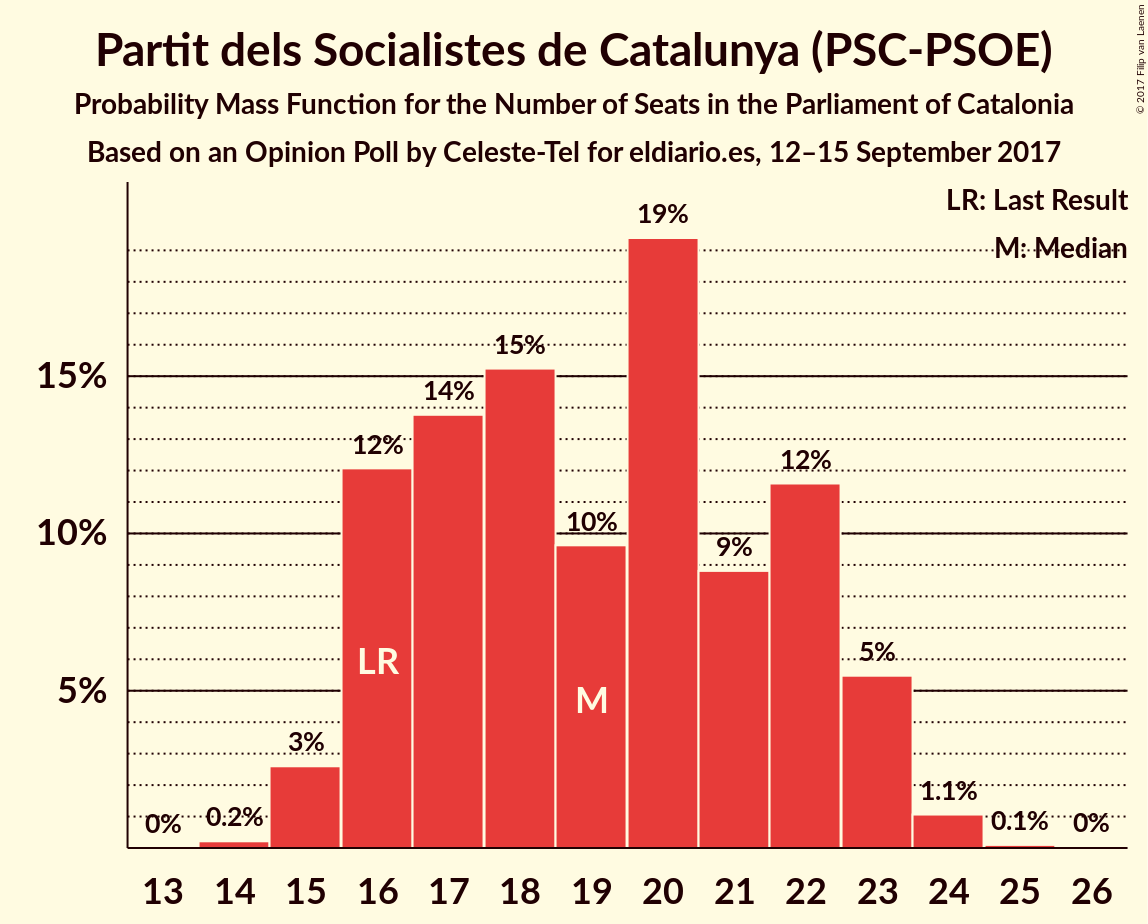 Partit dels Socialistes de Catalunya (PSC-PSOE)
Probability Mass Function for the Number of Seats in the Parliament of Catalonia
Based on an Opinion Poll by Celeste-Tel for eldiario.es, 12–15 September 2017
© 2017 Filip van Laenen
LR: Last Result
M: Median
19%
15%
15%
14%
12%
12%
10%
10%
9%
LR
5%
M
5%
3%
1.1%
0% 0.2% 0.1% 0%
13 14 15 16 17 18 19 20 21 22 23 24 25 26